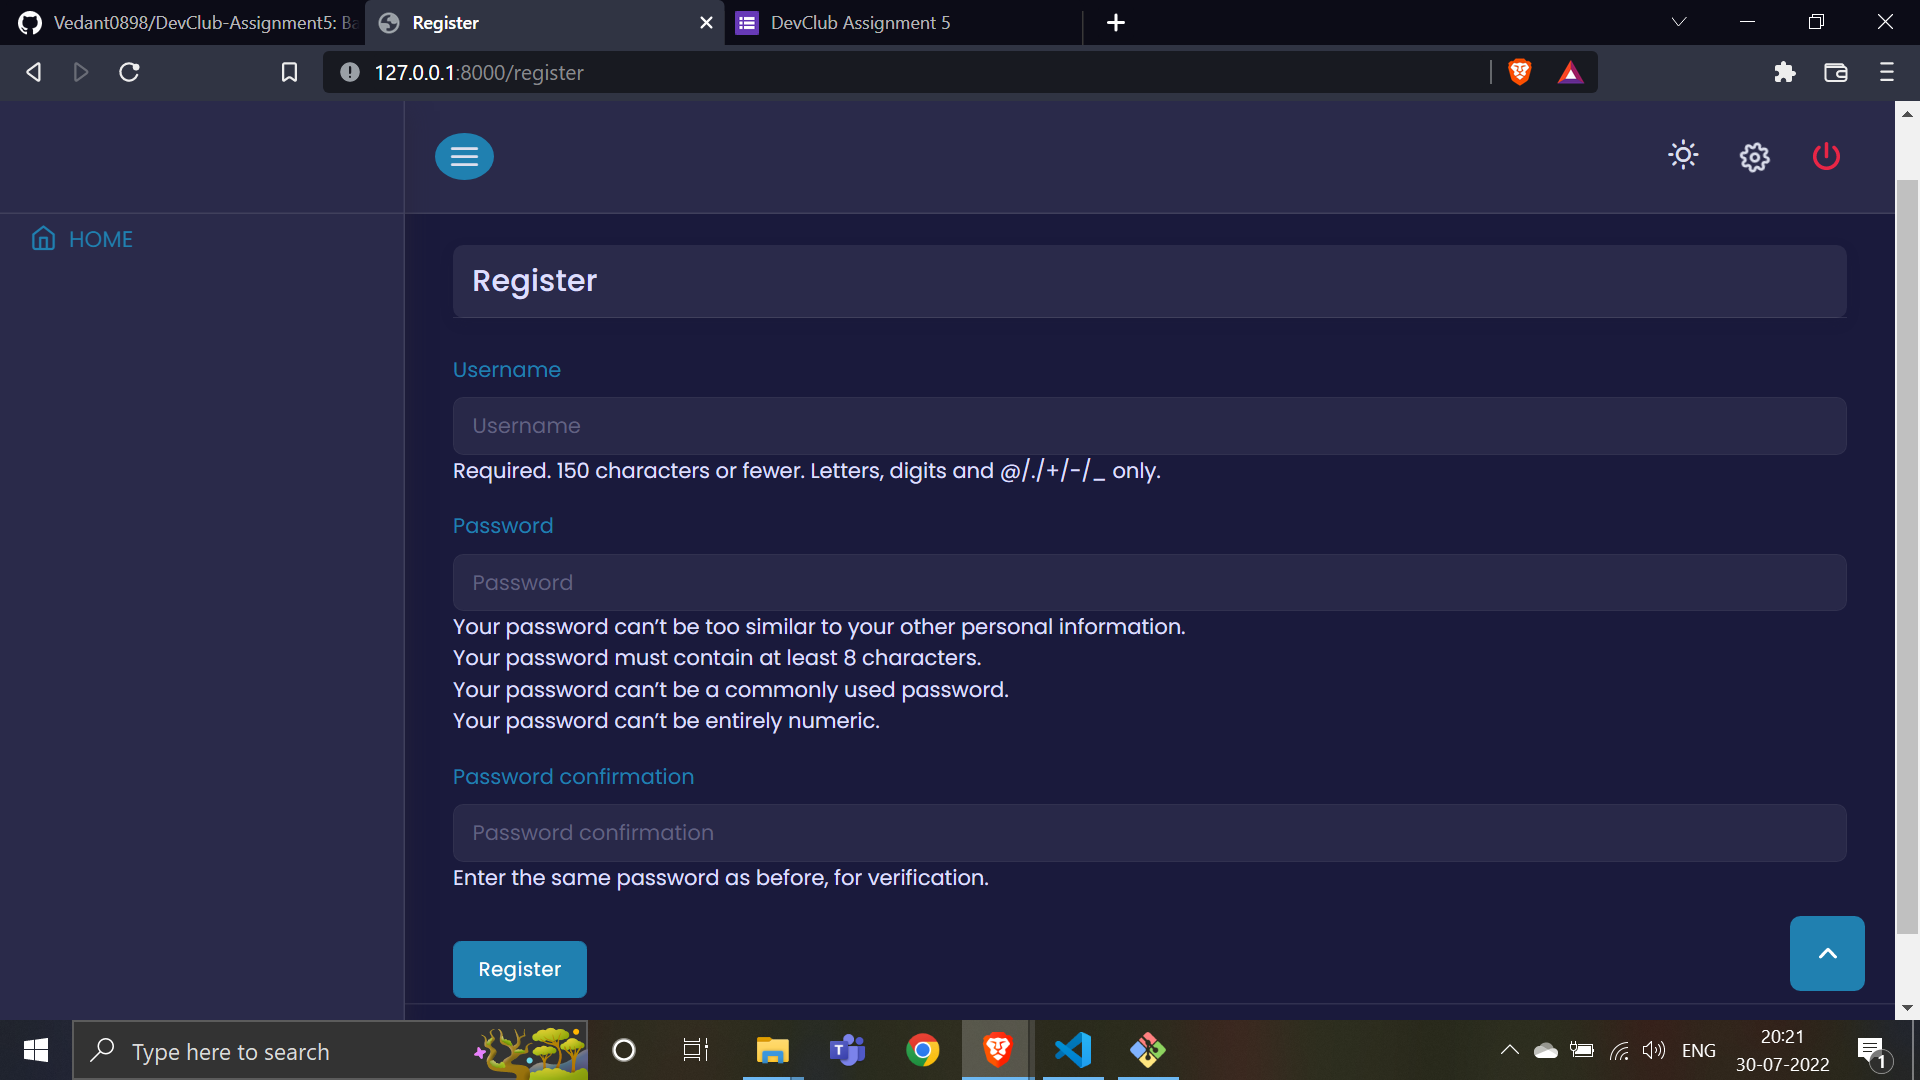 Vedant0898/DevClub-Assignment5: Ba
Register
DevClub Assignment 5
127.0.0.1:8000/register
HOME
Register
Username
Username
Required. 150 characters or fewer. Letters, digits and @/./+/-/_ only.
Password
Password
Your password can’t be too similar to your other personal information.
Your password must contain at least 8 characters.
Your password can’t be a commonly used password.
Your password can’t be entirely numeric.
Password confirmation
Password confirmation
Enter the same password as before, for verification.
Register
Type here to search
ENG
20:21
30-07-2022
1